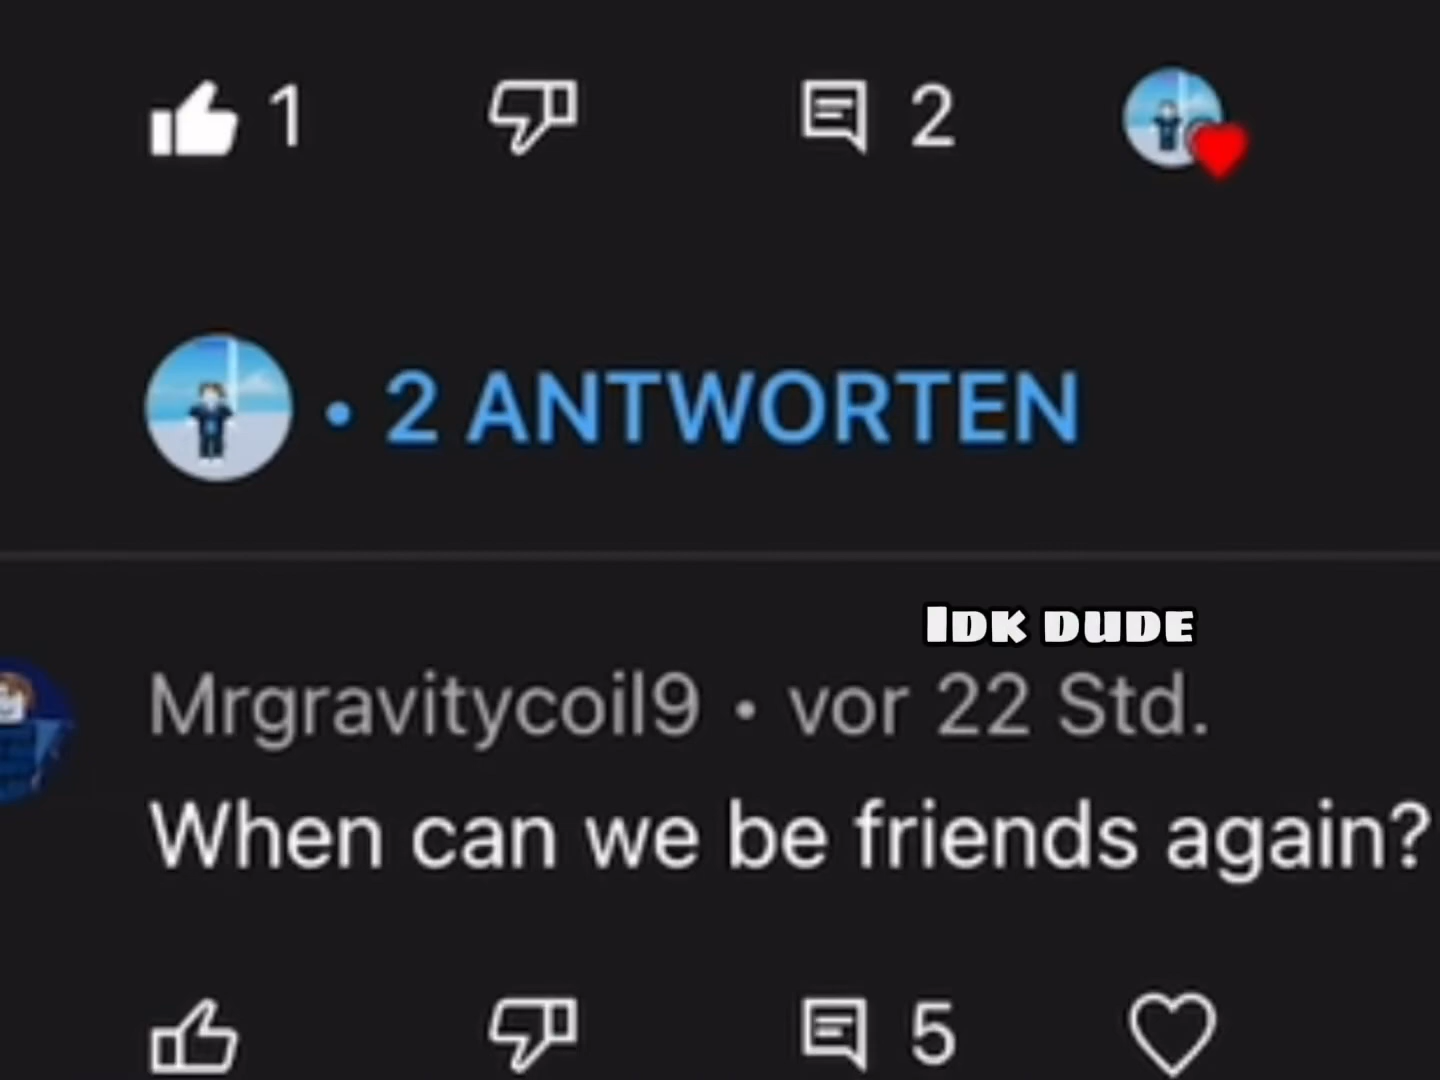 1 2
• 2 ANTWORTEN
Idk dude
Mrgravitycoil9 • vor 22 Std.
When can we be friends again?
5